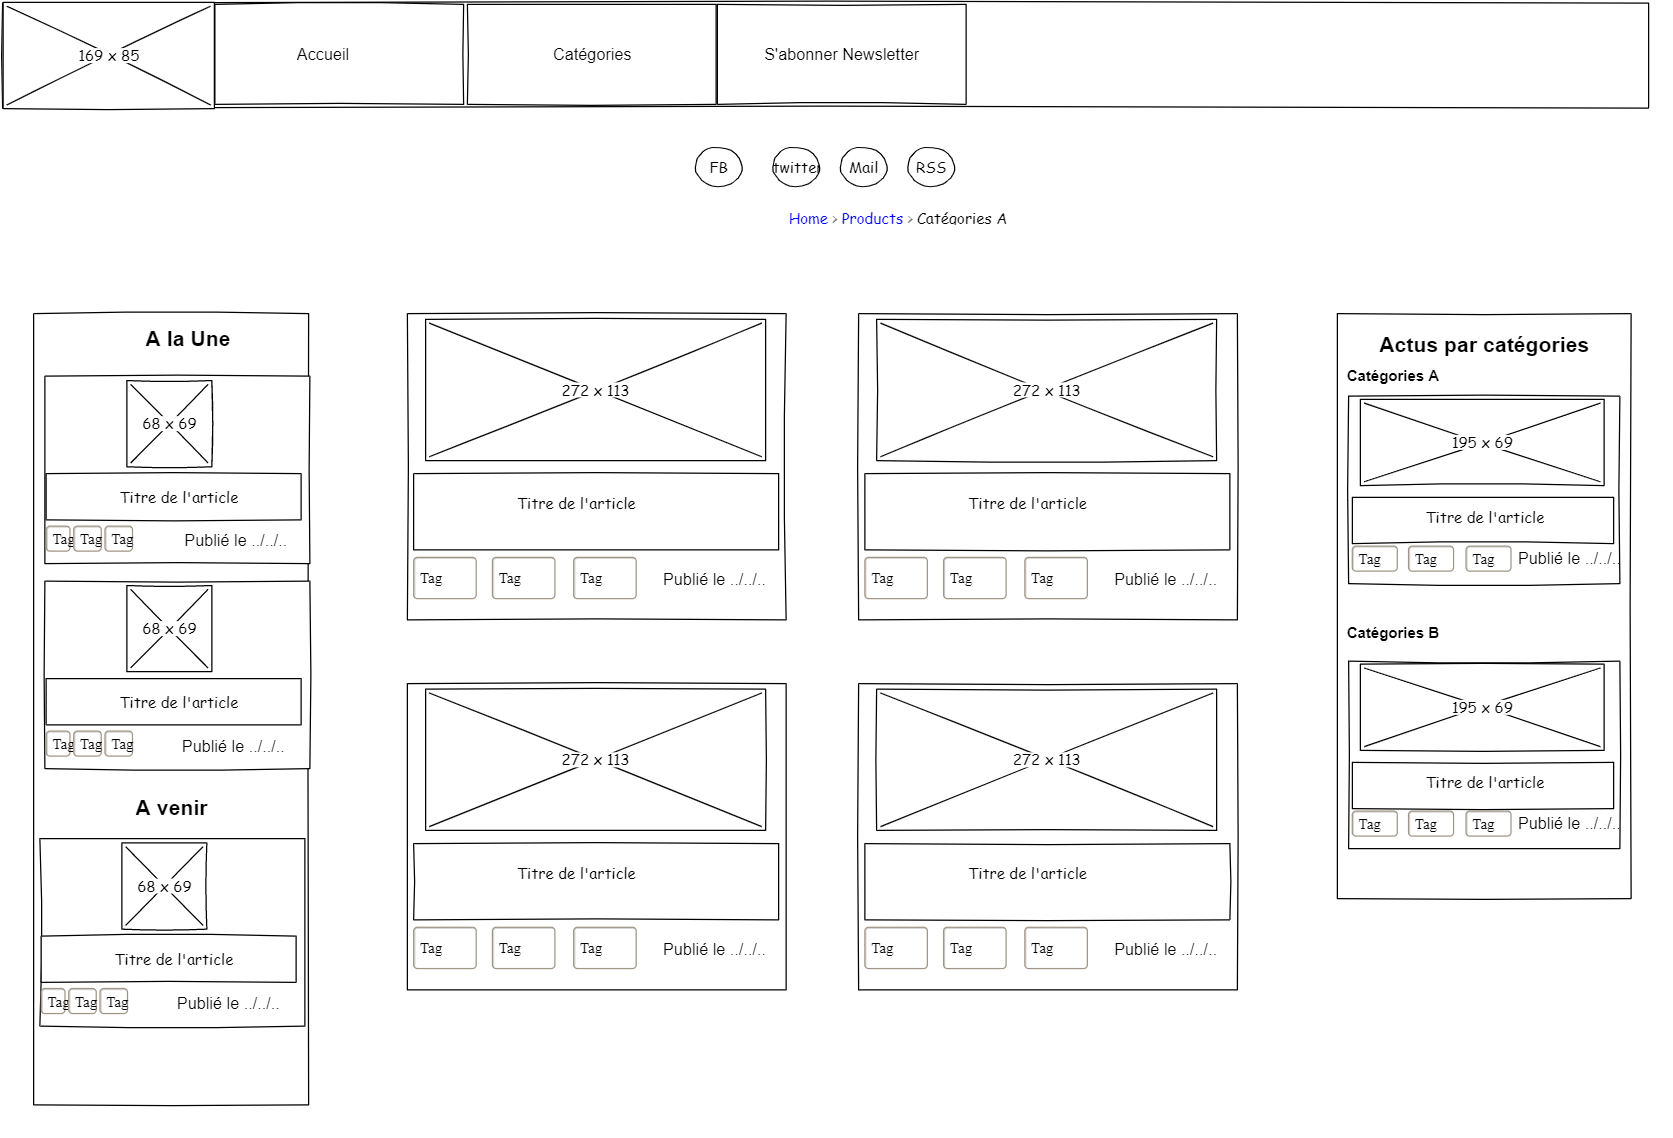 169 x 85
Accueil
Catégories
S'abonner Newsletter
FB
twitter
Mail
RSS
Home > Products > Catégories A
A la Une
68 x 69
Titre de l'article
Tag Tag Tag Publié le ../../..
68 x 69
Titre de l'article
Tag Tag Tag Publié le ../../..
A venir
68 x 69
Titre de l'article
Tag Tag Tag Publié le ../../..
272 x 113
Titre de l'article
Tag Tag Tag Publié le ../../..
272 x 113
Titre de l'article
Tag Tag Tag Publié le ../../..
272 x 113
Titre de l'article
Tag Tag Tag Publié le ../../..
272 x 113
Titre de l'article
Tag Tag Tag Publié le ../../..
Actus par catégories
Catégories A
195 x 69
Titre de l'article
Tag Tag Tag Publié le ../../..
Catégories B
195 x 69
Titre de l'article
Tag Tag Tag Publié le ../../..